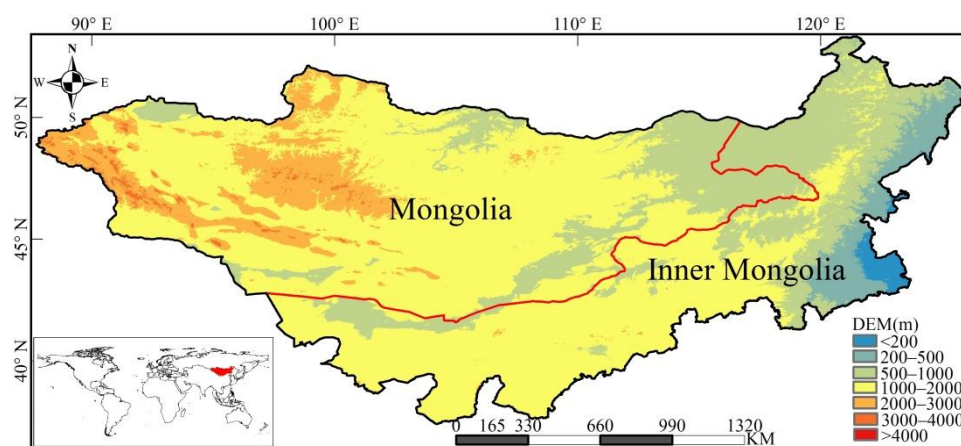 90° E 100° E 110° E 120° E
N
W E
S
50° N
45° N
40° N
Mongolia
Inner Mongolia
DEM(m)
<200
200–500
500–1000
1000–2000
2000–3000
3000–4000
>4000
0 165 330 660 990 1320
KM